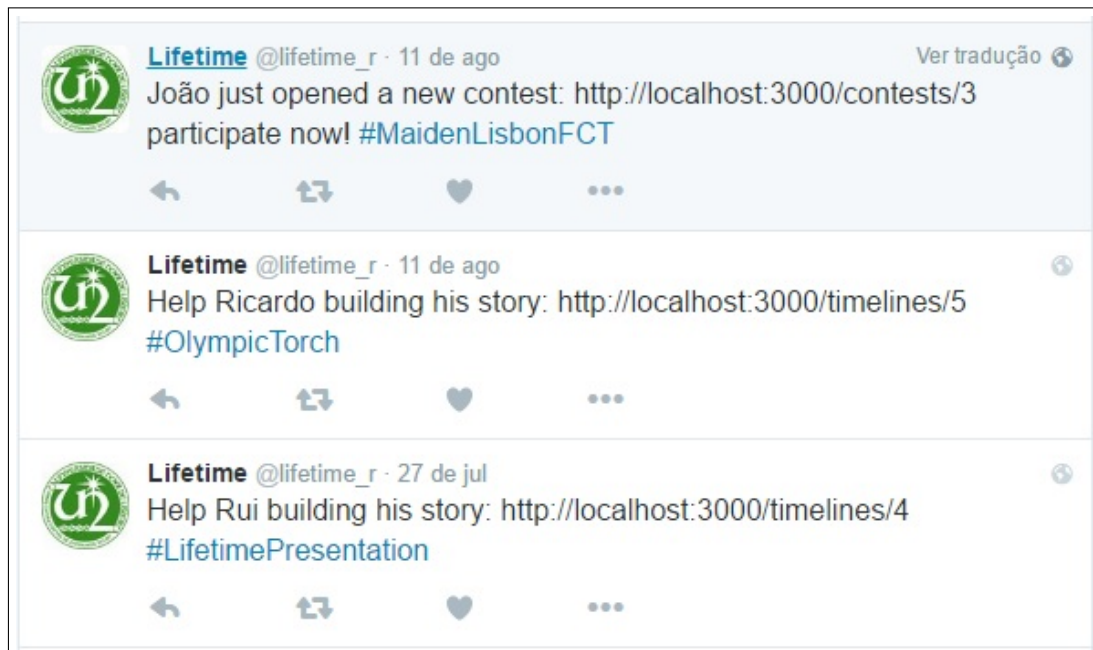 Lifetime @lifetime_r · 11 de ago Ver tradução
João just opened a new contest: http://localhost:3000/contests/3
participate now! #MaidenLisbonFCT
Lifetime @lifetime_r · 11 de ago
Help Ricardo building his story: http://localhost:3000/timelines/5
#OlympicTorch
Lifetime @lifetime_r · 27 de jul
Help Rui building his story: http://localhost:3000/timelines/4
#LifetimePresentation